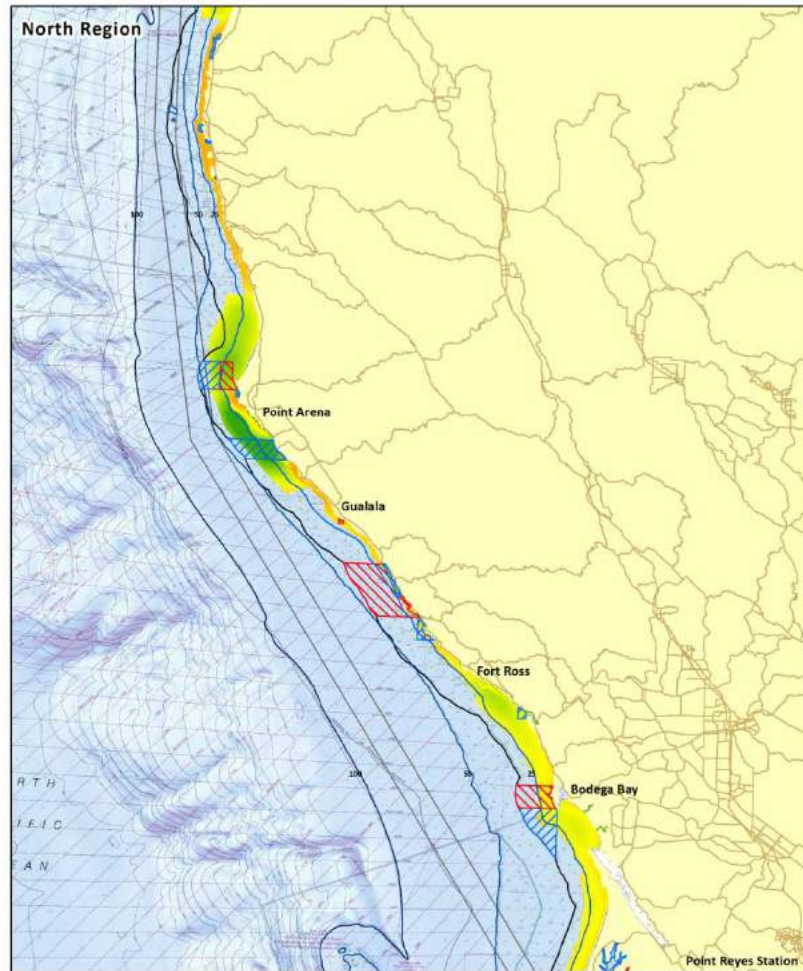 North Region
100
50
25
Point Arena
Gualala
Fort Ross
100
50
25
Bodega Bay
RTH
IFIC
EAN
Point Reyes Station